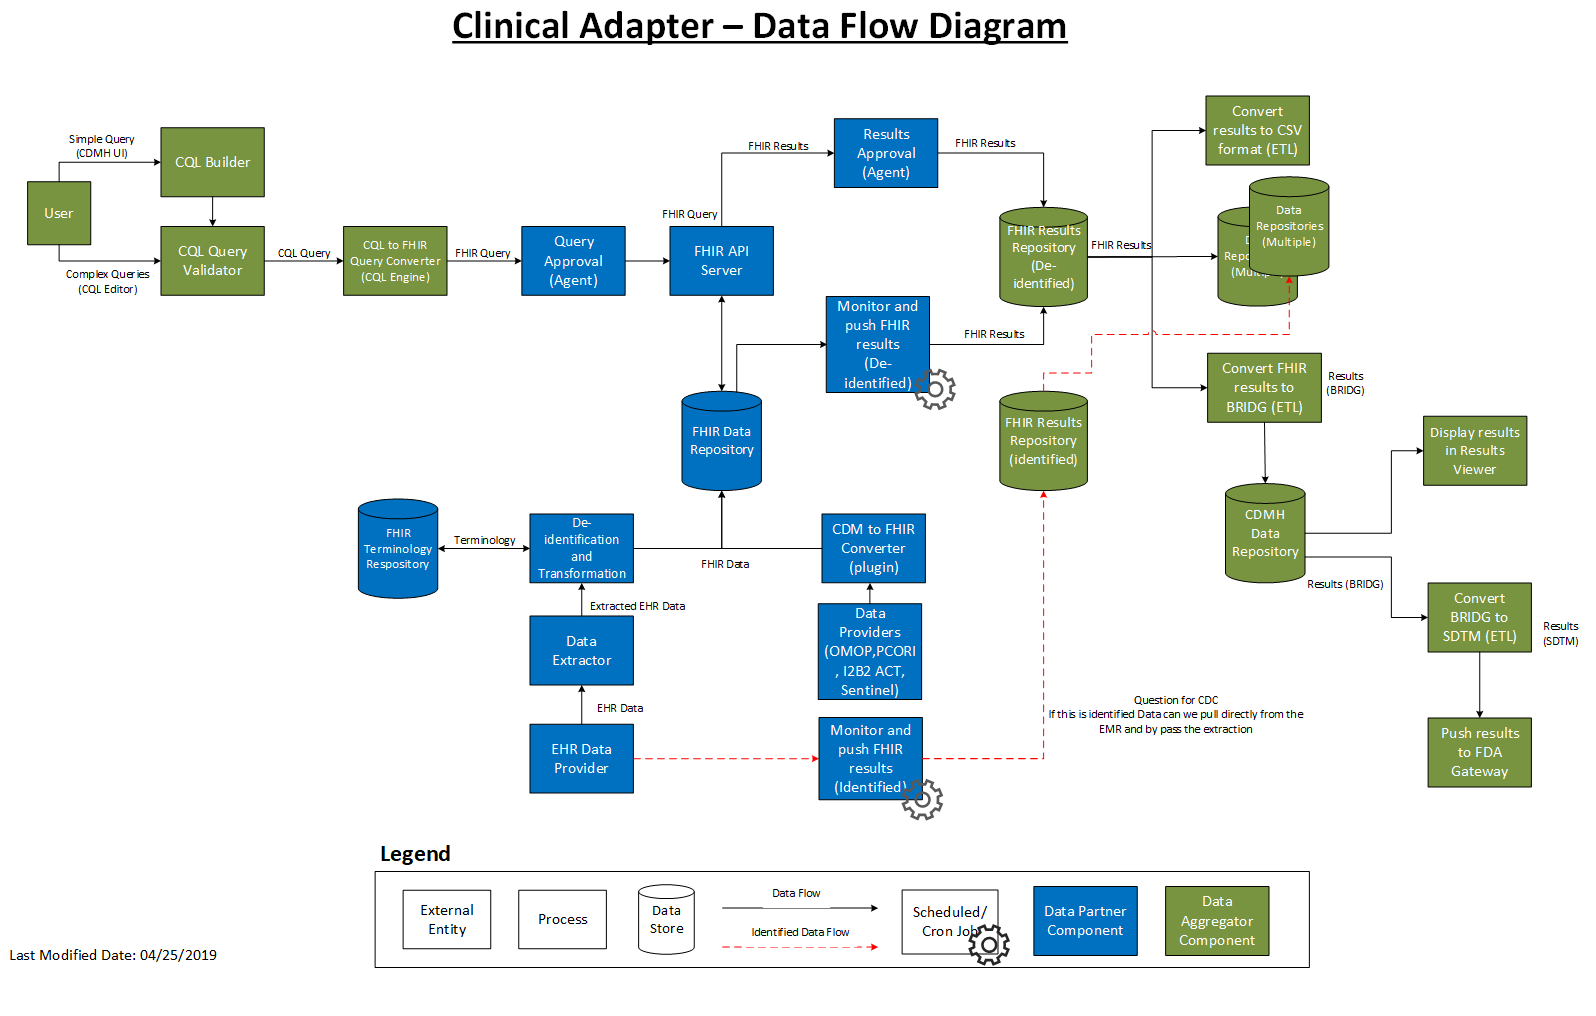 Clinical Adapter – Data Flow Diagram
Simple Query
(CDMH UI)
CQL Builder
User
Complex Queries
(CQL Editor)
CQL Query
Validator
CQL Query
CQL to FHIR
Query Converter
(CQL Engine)
FHIR Query
Query
Approval
(Agent)
FHIR Query
FHIR API
Server
FHIR Results
Results
Approval
(Agent)
FHIR Results
FHIR Results
Repository
(De-
identified)
FHIR Results
Convert
results to CSV
format (ETL)
Data
Repositories
(Multiple)
D
Repo
(Multip
Monitor and
push FHIR
results
(De-
identified)
FHIR Results
FHIR Data
Repository
FHIR Results
Repository
(identified)
Convert FHIR
results to
BRIDG (ETL)
Results
(BRIDG)
Display results
in Results
Viewer
CDMH
Data
Repository
Results (BRIDG)
Convert
BRIDG to
SDTM (ETL)
Results
(SDTM)
Push results
to FDA
Gateway
FHIR
Terminology
Respository
Terminology
De-
identification
and
Transformation
FHIR Data
CDM to FHIR
Converter
(plugin)
Extracted EHR Data
Data
Extractor
Data
Providers
(OMOP,PCORI
, I2B2 ACT,
Sentinel)
EHR Data
EHR Data
Provider
Monitor and
push FHIR
results
(Identified)
Question for CDC
If this is identified Data can we pull directly from the
EMR and by pass the extraction
Legend
External
Entity
Process
Data
Store
Data Flow
Identified Data Flow
Scheduled/
Cron Job
Data Partner
Component
Data
Aggregator
Component
Last Modified Date: 04/25/2019